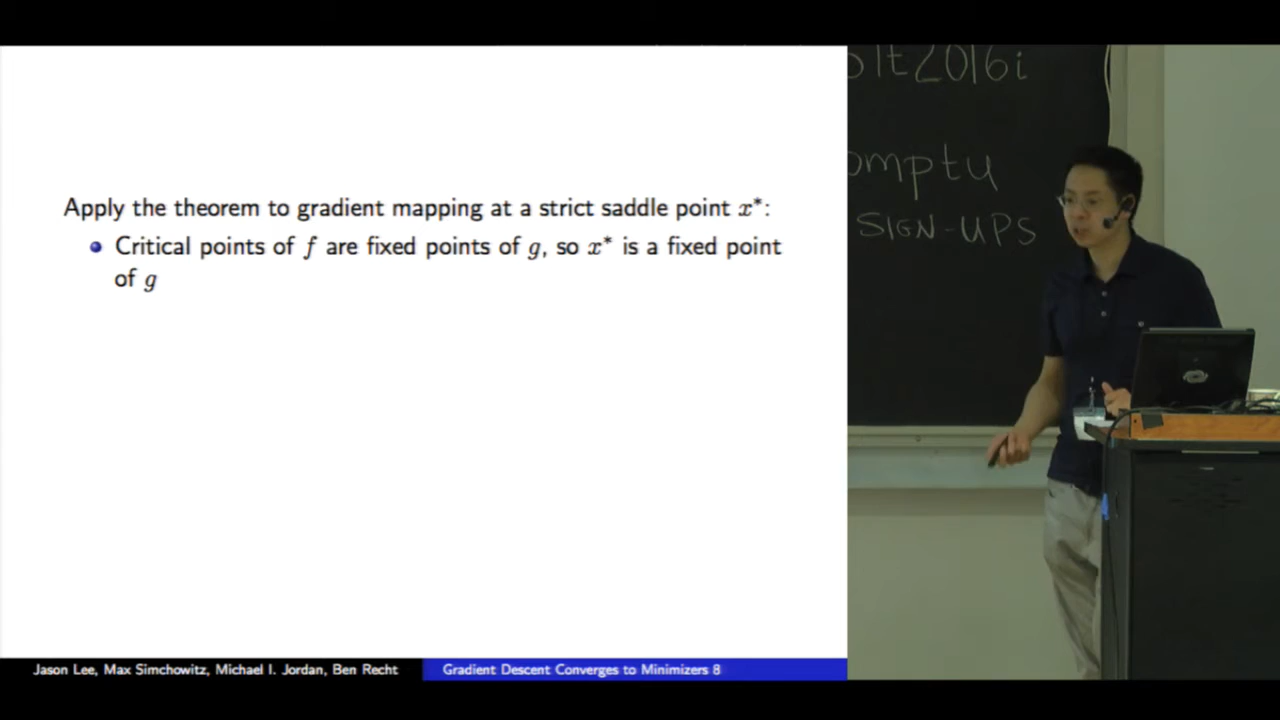 Apply the theorem to gradient mapping at a strict saddle point x*:
Critical points of f are fixed points of g, so x* is a fixed point
of g
Jason Lee, Max Simchowitz, Michael I. Jordan, Ben Recht
Gradient Descent Converges to Minimizers 8
SIGN-UPS